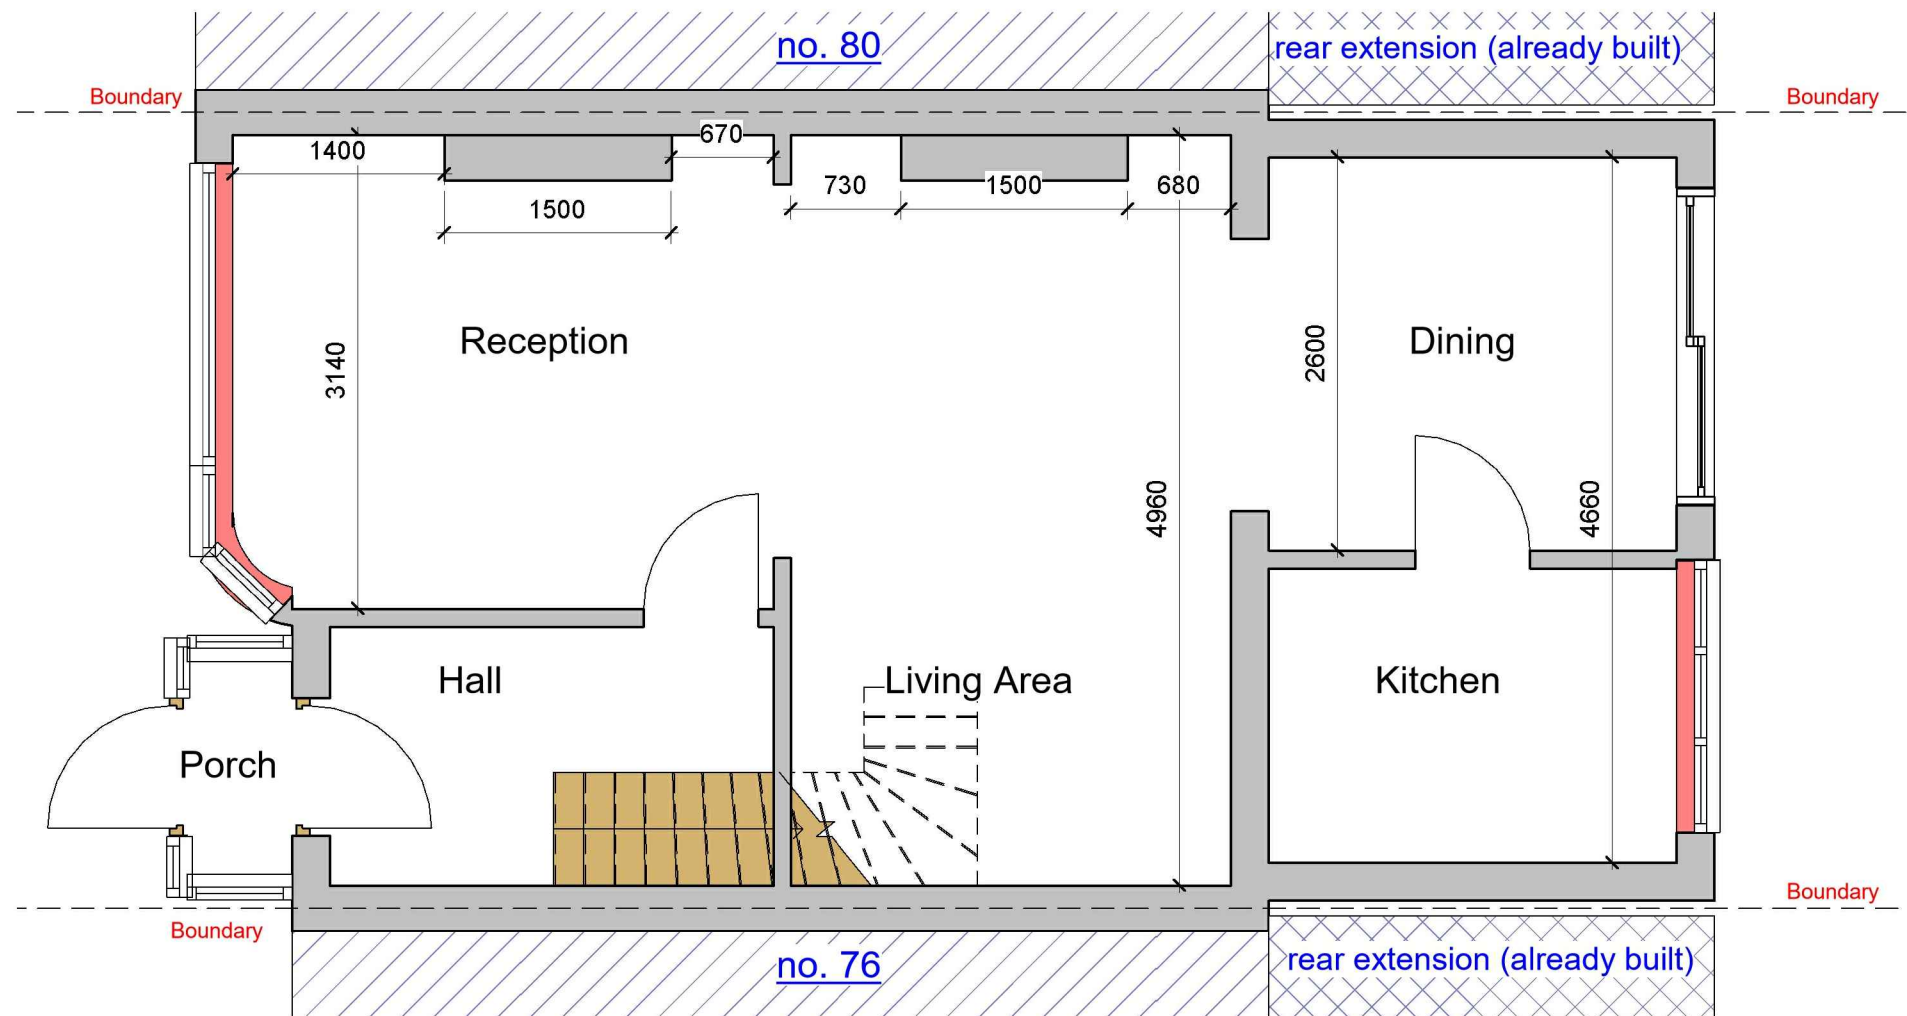 no. 80
rear extension (already built)
Boundary
Boundary
670
1400
730
1500
680
1500
Reception
3140
2600
Dining
4960
4660
Hall
Living Area
Kitchen
Porch
Boundary
Boundary
no. 76
rear extension (already built)